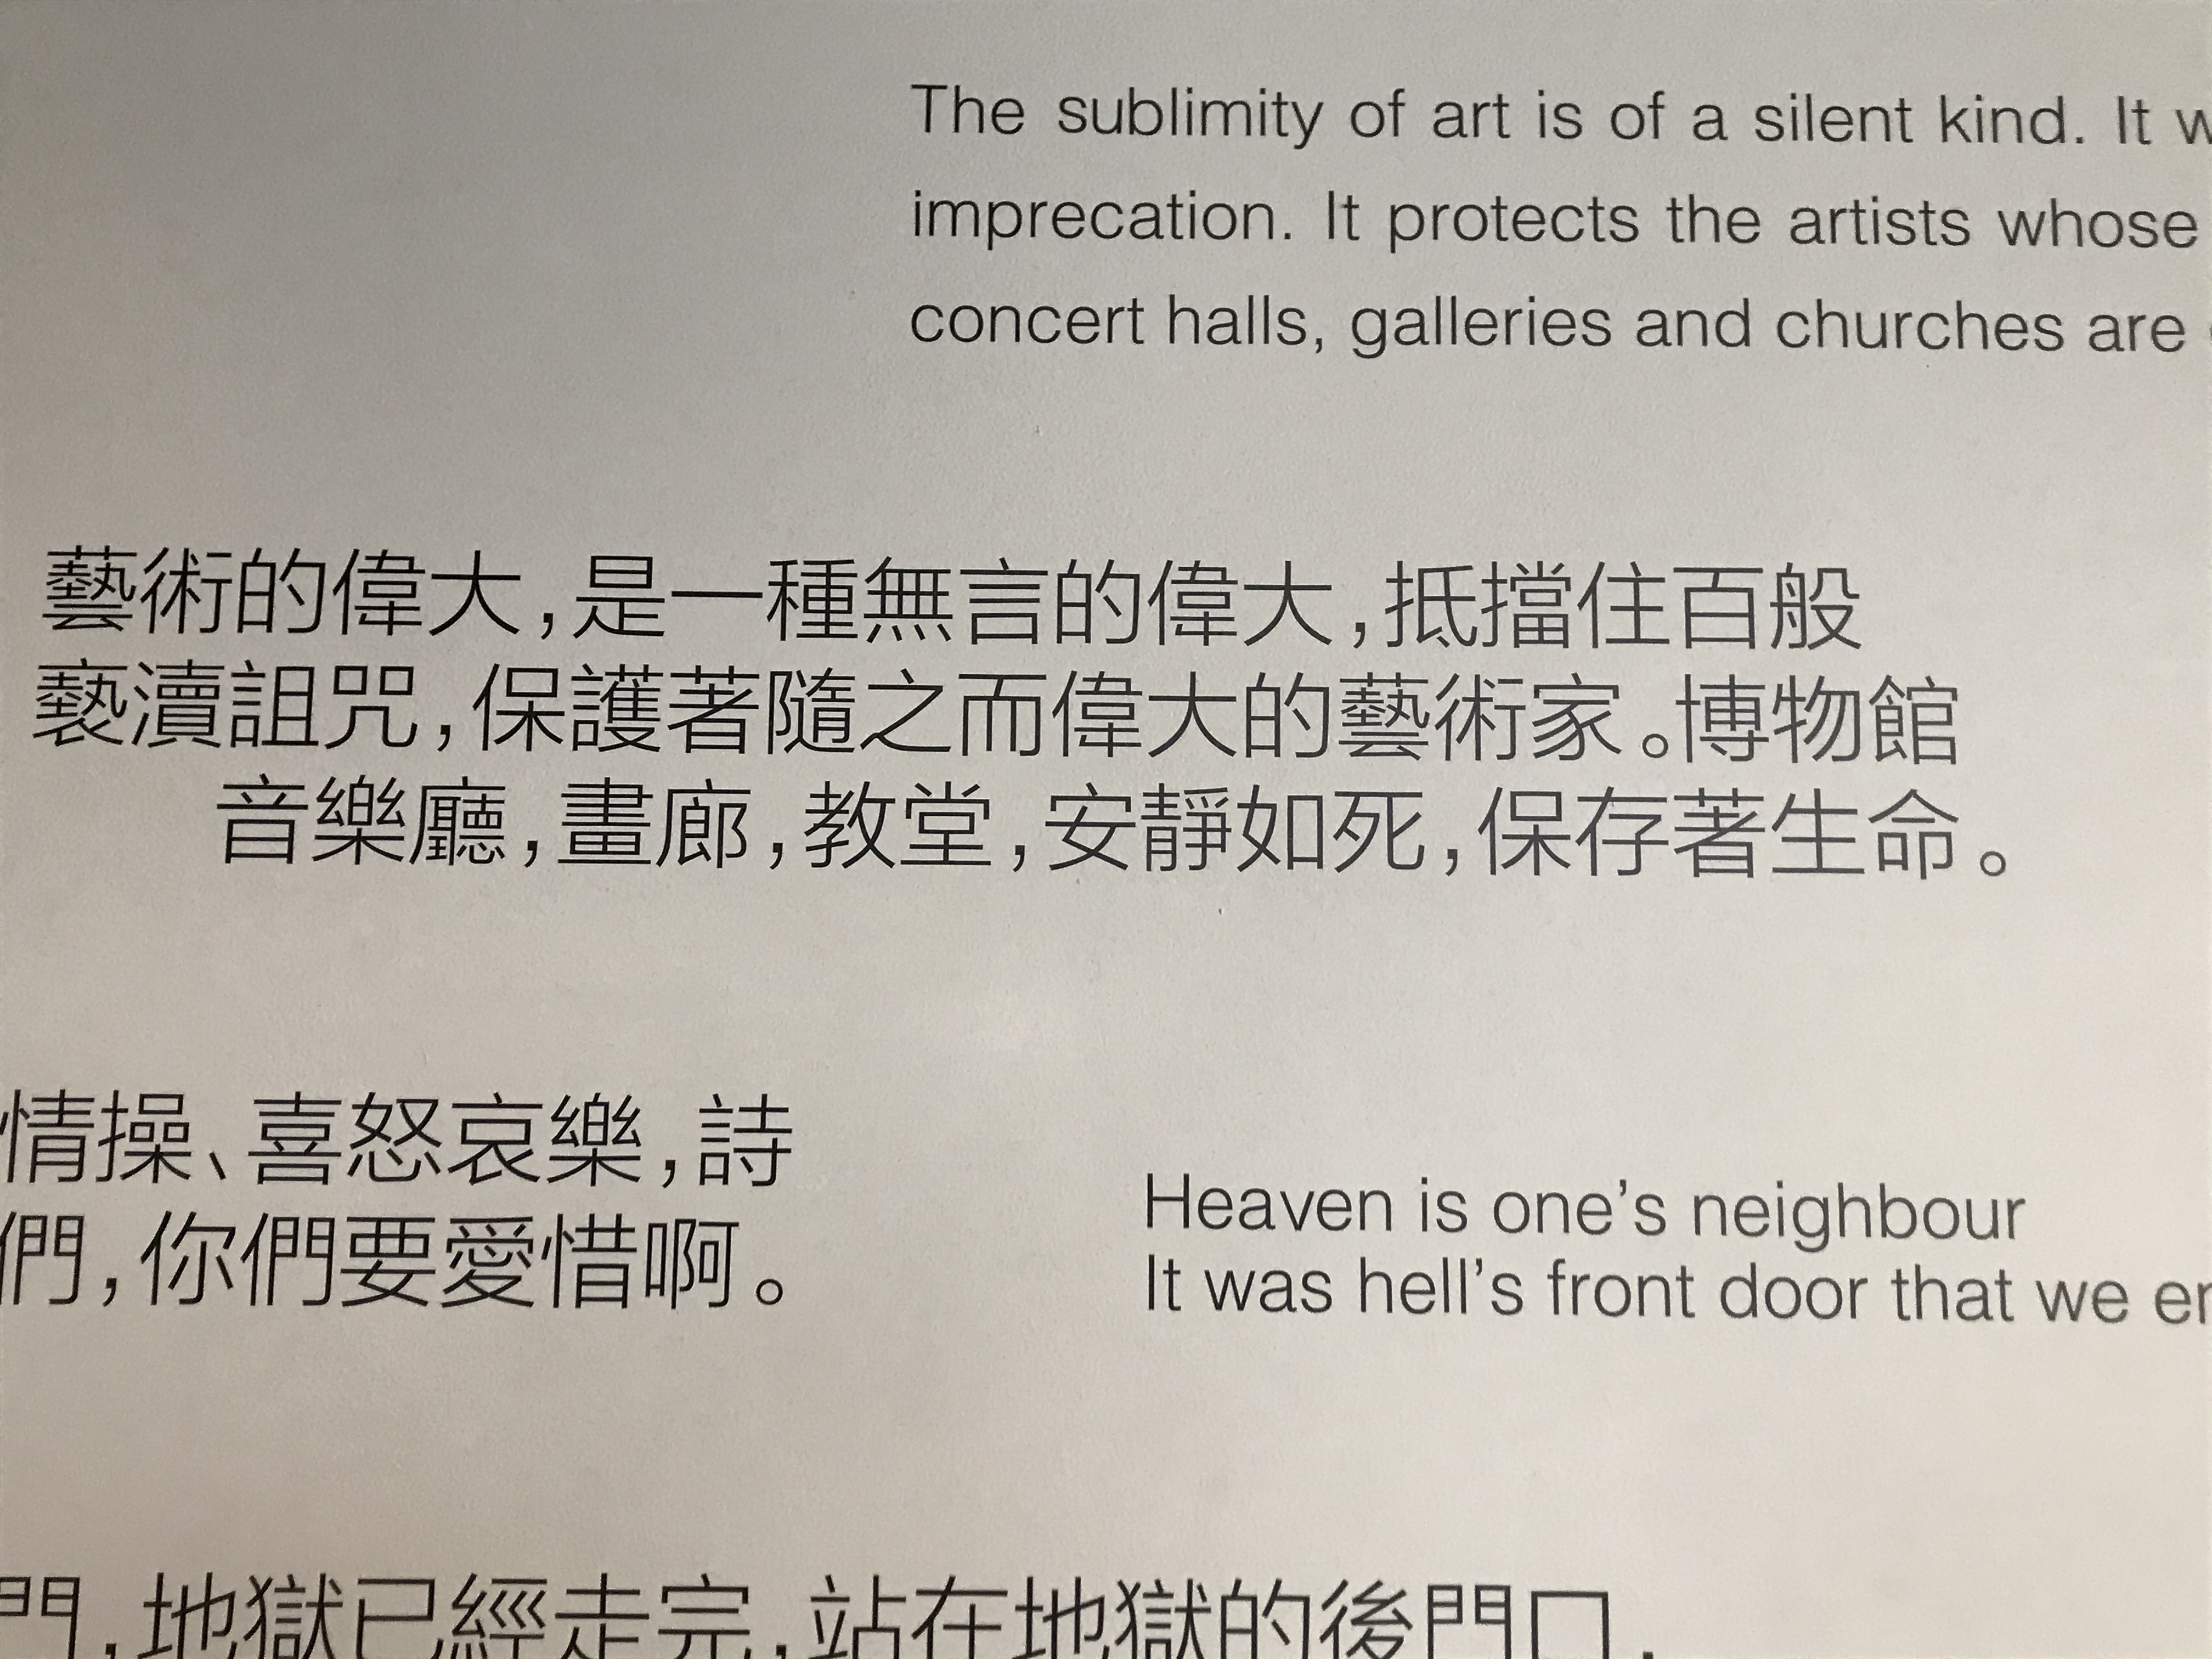 The sublimity of art is of a silent kind. It
imprecation. It protects the artists whose
concert halls, galleries and churches are
藝術的偉大,是一種無言的偉大,抵擋住百般
褻瀆詛咒,保護著隨之而偉大的藝術家。博物館
音樂廳,畫廊,教堂,安靜如死,保存著生命。
情操、喜怒哀樂,詩
們,你們要愛惜啊。
Heaven is one's neighbour
It was hell's front door that we
門,地獄已經走完,站在地獄的後門口,